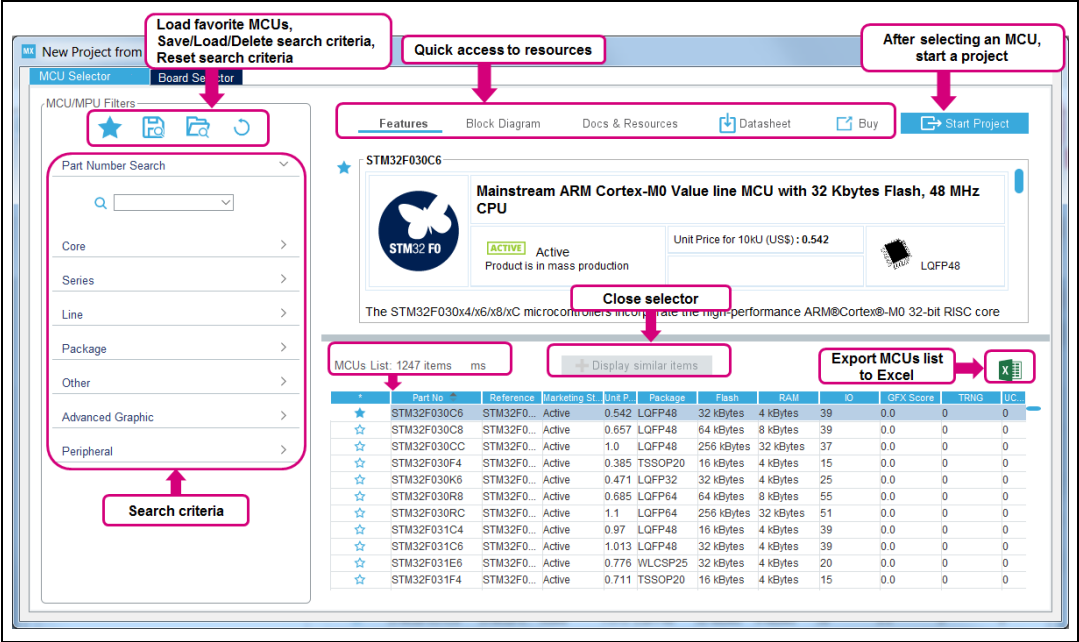 Load favorite MCUs,
Save/Load/Delete search criteria,
Reset search criteria
Quick access to resources
After selecting an MCU,
start a project
MX New Project from
MCU Selector Board Se tor
MCU/MPU Filters
Features Block Diagram Docs & Resources Datasheet Buy Start Project
Part Number Search
Core
Series
Line
Package
Other
Advanced Graphic
Peripheral
Search criteria
STM32F030C6
STM32 F0
Mainstream ARM Cortex-M0 Value line MCU with 32 Kbytes Flash, 48 MHz
CPU
ACTIVE Active
Product is in mass production
Unit Price for 10kU (US$) : 0.542
LQFP48
Close selector
The STM32F030x4/x6/x8/xC microcontrollers incorporate the high-performance ARM®Cortex®-M0 32-bit RISC core
MCUs List: 1247 items ms
Display similar items
Export MCUs list
to Excel
* Part No Reference Marketing St... Unit P... Package Flash RAM IO GFX Score TRNG UC...
STM32F030C6 STM32F0... Active 0.542 LQFP48 32 kBytes 4 kBytes 39 0.0 0 0
STM32F030C8 STM32F0... Active 0.657 LQFP48 64 kBytes 8 kBytes 39 0.0 0 0
STM32F030CC STM32F0... Active 1.0 LQFP48 256 kBytes 32 kBytes 37 0.0 0 0
STM32F030F4 STM32F0... Active 0.385 TSSOP20 16 kBytes 4 kBytes 15 0.0 0 0
STM32F030K6 STM32F0... Active 0.471 LQFP32 32 kBytes 4 kBytes 25 0.0 0 0
STM32F030R8 STM32F0... Active 0.685 LQFP64 64 kBytes 8 kBytes 55 0.0 0 0
STM32F030RC STM32F0... Active 1.1 LQFP64 256 kBytes 32 kBytes 51 0.0 0 0
STM32F031C4 STM32F0... Active 0.97 LQFP48 16 kBytes 4 kBytes 39 0.0 0 0
STM32F031C6 STM32F0... Active 1.013 LQFP48 32 kBytes 4 kBytes 39 0.0 0 0
STM32F031E6 STM32F0... Active 0.776 WLCSP25 32 kBytes 4 kBytes 20 0.0 0 0
STM32F031F4 STM32F0... Active 0.711 TSSOP20 16 kBytes 4 kBytes 15 0.0 0 0